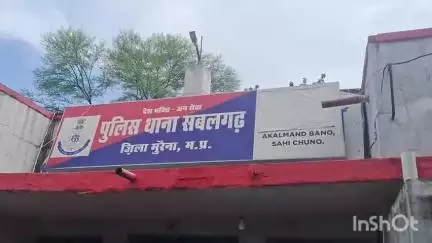 देश भक्ति - जन सेवा
पुलिस थाना सबलगढ़
ज़िला मुरैना, म.प्र.
AKALMAND BANO,
SAHI CHUNO.
InShOt